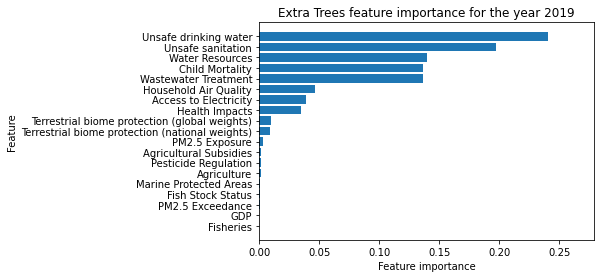 Extra Trees feature importance for the year 2019
Unsafe drinking water
Unsafe sanitation
Water Resources
Child Mortality
Wastewater Treatment
Household Air Quality
Access to Electricity
Health Impacts
Terrestrial biome protection (global weights)
Terrestrial biome protection (national weights)
PM2.5 Exposure
Agricultural Subsidies
Pesticide Regulation
Agriculture
Marine Protected Areas
Fish Stock Status
PM2.5 Exceedance
GDP
Fisheries
Feature
0.00 0.05 0.10 0.15 0.20 0.25
Feature importance